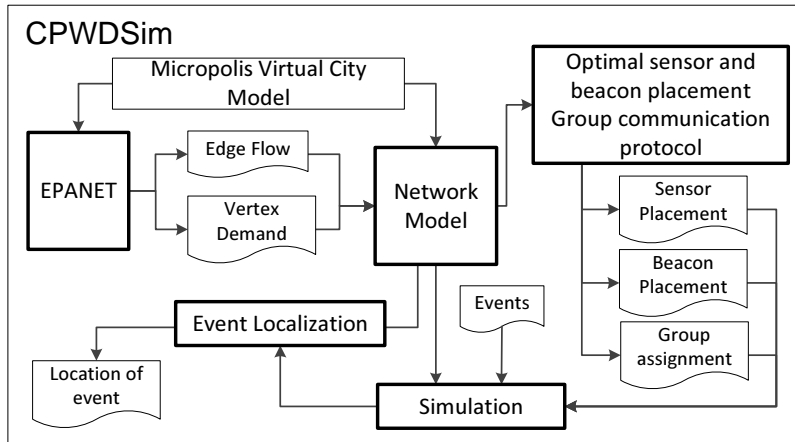 CPWDSim
Micropolis Virtual City
Model
Optimal sensor and
beacon placement
Group communication
protocol
EPANET
Edge Flow
Vertex
Demand
Network
Model
Sensor
Placement
Beacon
Placement
Group
assignment
Event Localization
Events
Location of
event
Simulation